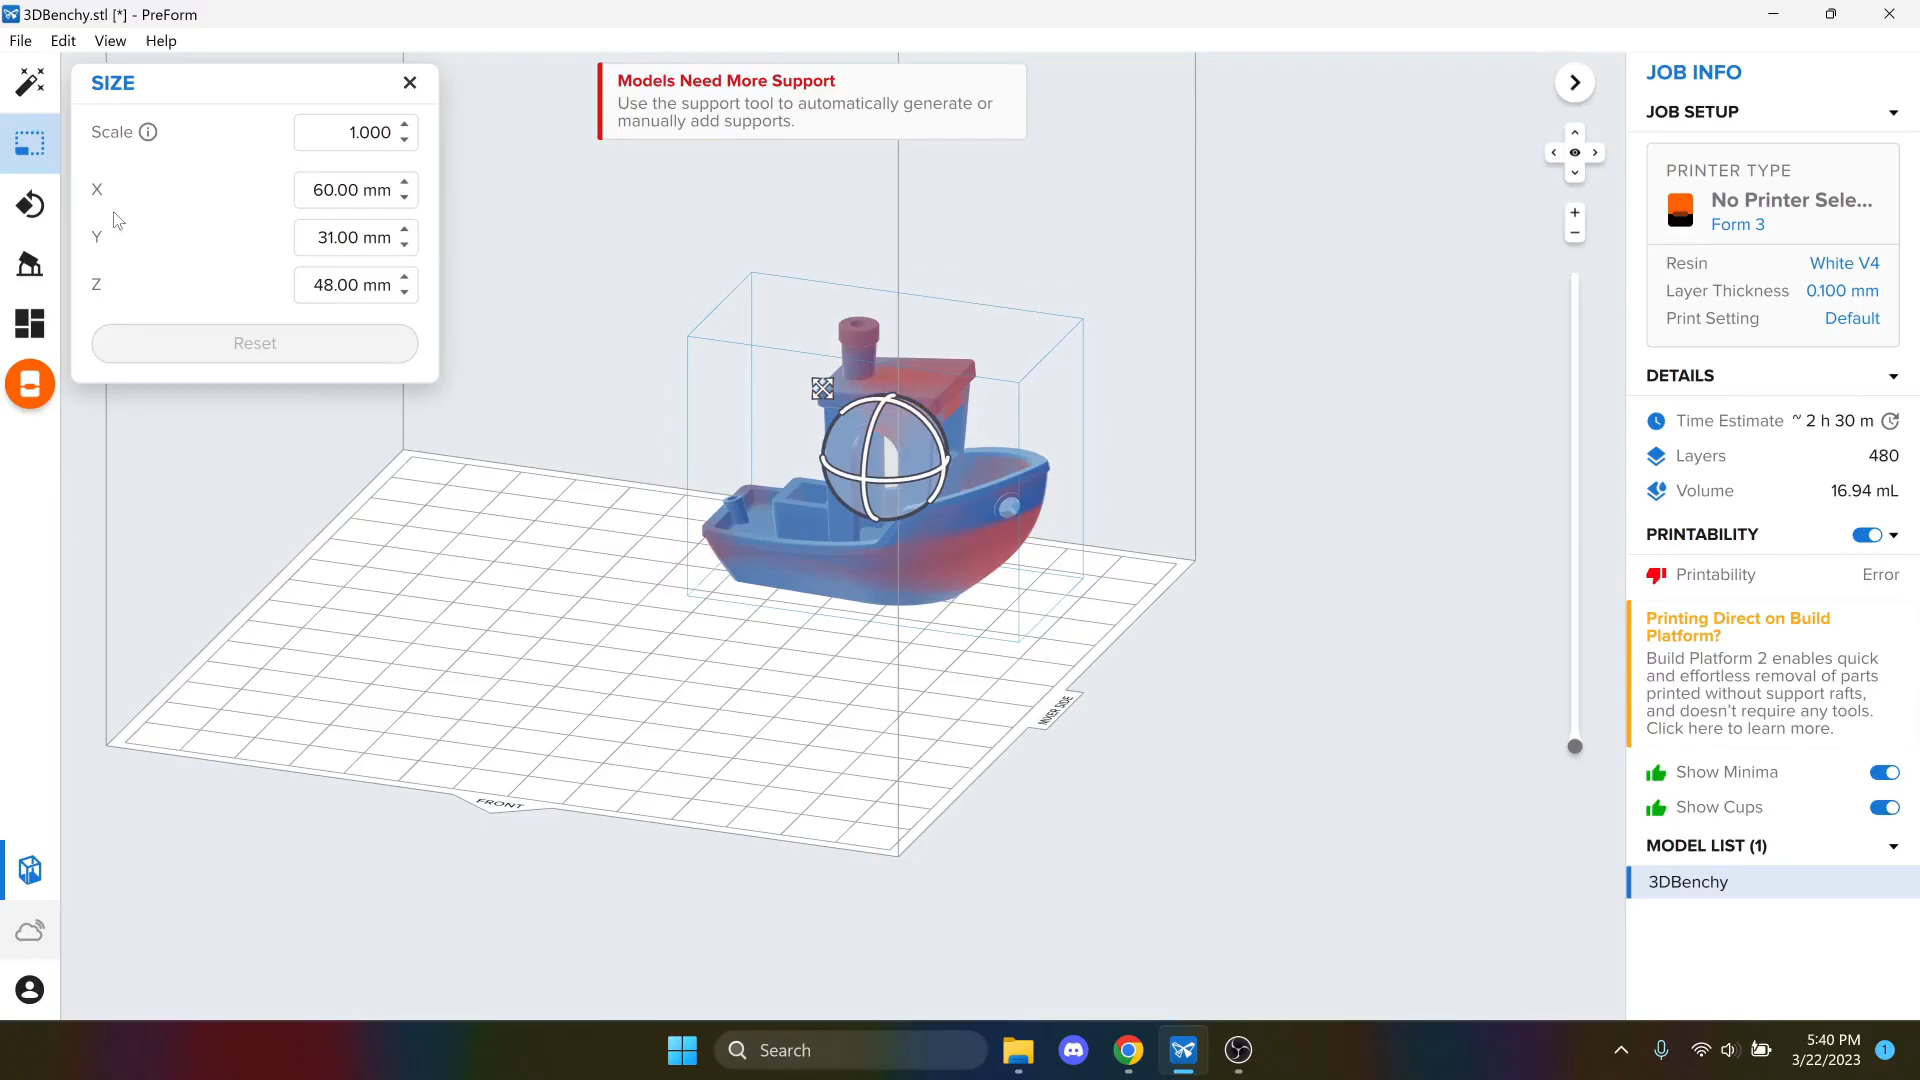 3DBenchy.stl [*] - PreForm
File Edit View Help
SIZE
Scale
1.000
X
60.00 mm
Y
31.00 mm
Z
48.00 mm
Reset
Models Need More Support
Use the support tool to automatically generate or
manually add supports.
FRONT
MIXER SIDE
JOB INFO
JOB SETUP
PRINTER TYPE
No Printer Sele...
Form 3
Resin White V4
Layer Thickness 0.100 mm
Print Setting Default
DETAILS
Time Estimate ~ 2 h 30 m
Layers 480
Volume 16.94 mL
PRINTABILITY
Printability Error
Printing Direct on Build
Platform?
Build Platform 2 enables quick
and effortless removal of parts
printed without support rafts,
and doesn't require any tools.
Click here to learn more.
Show Minima
Show Cups
MODEL LIST (1)
3DBenchy
Search
5:40 PM
3/22/2023
1